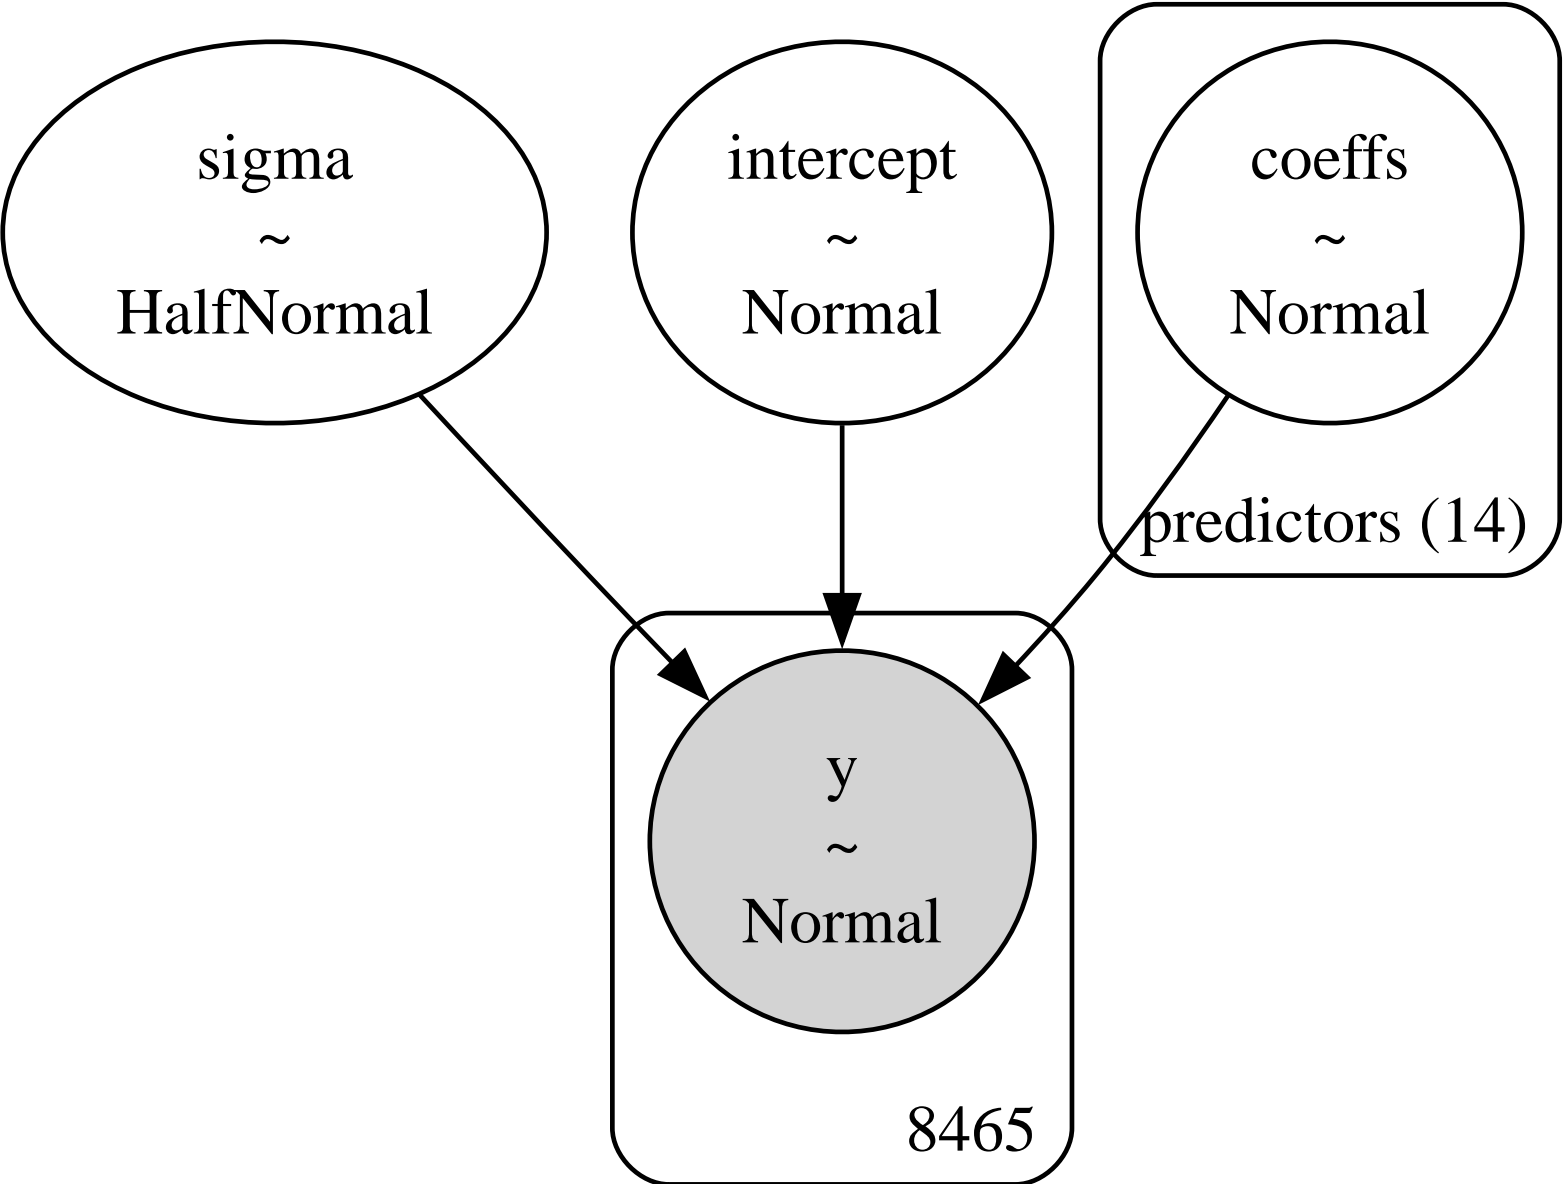 sigma
~
HalfNormal
intercept
~
Normal
coeffs
~
Normal
predictors (14)
y
~
Normal
8465